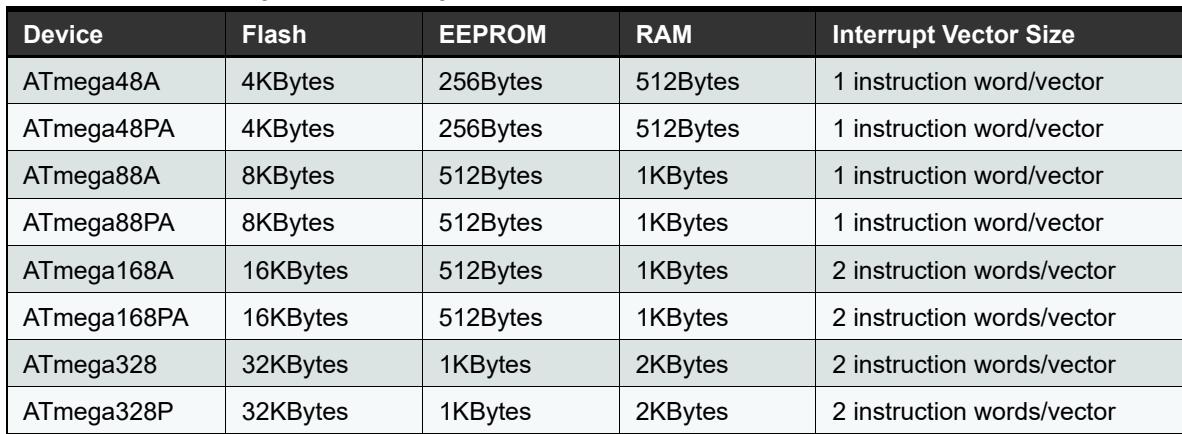 Device Flash EEPROM RAM Interrupt Vector Size
ATmega48A 4KBytes 256Bytes 512Bytes 1 instruction word/vector
ATmega48PA 4KBytes 256Bytes 512Bytes 1 instruction word/vector
ATmega88A 8KBytes 512Bytes 1KBytes 1 instruction word/vector
ATmega88PA 8KBytes 512Bytes 1KBytes 1 instruction word/vector
ATmega168A 16KBytes 512Bytes 1KBytes 2 instruction words/vector
ATmega168PA 16KBytes 512Bytes 1KBytes 2 instruction words/vector
ATmega328 32KBytes 1KBytes 2KBytes 2 instruction words/vector
ATmega328P 32KBytes 1KBytes 2KBytes 2 instruction words/vector